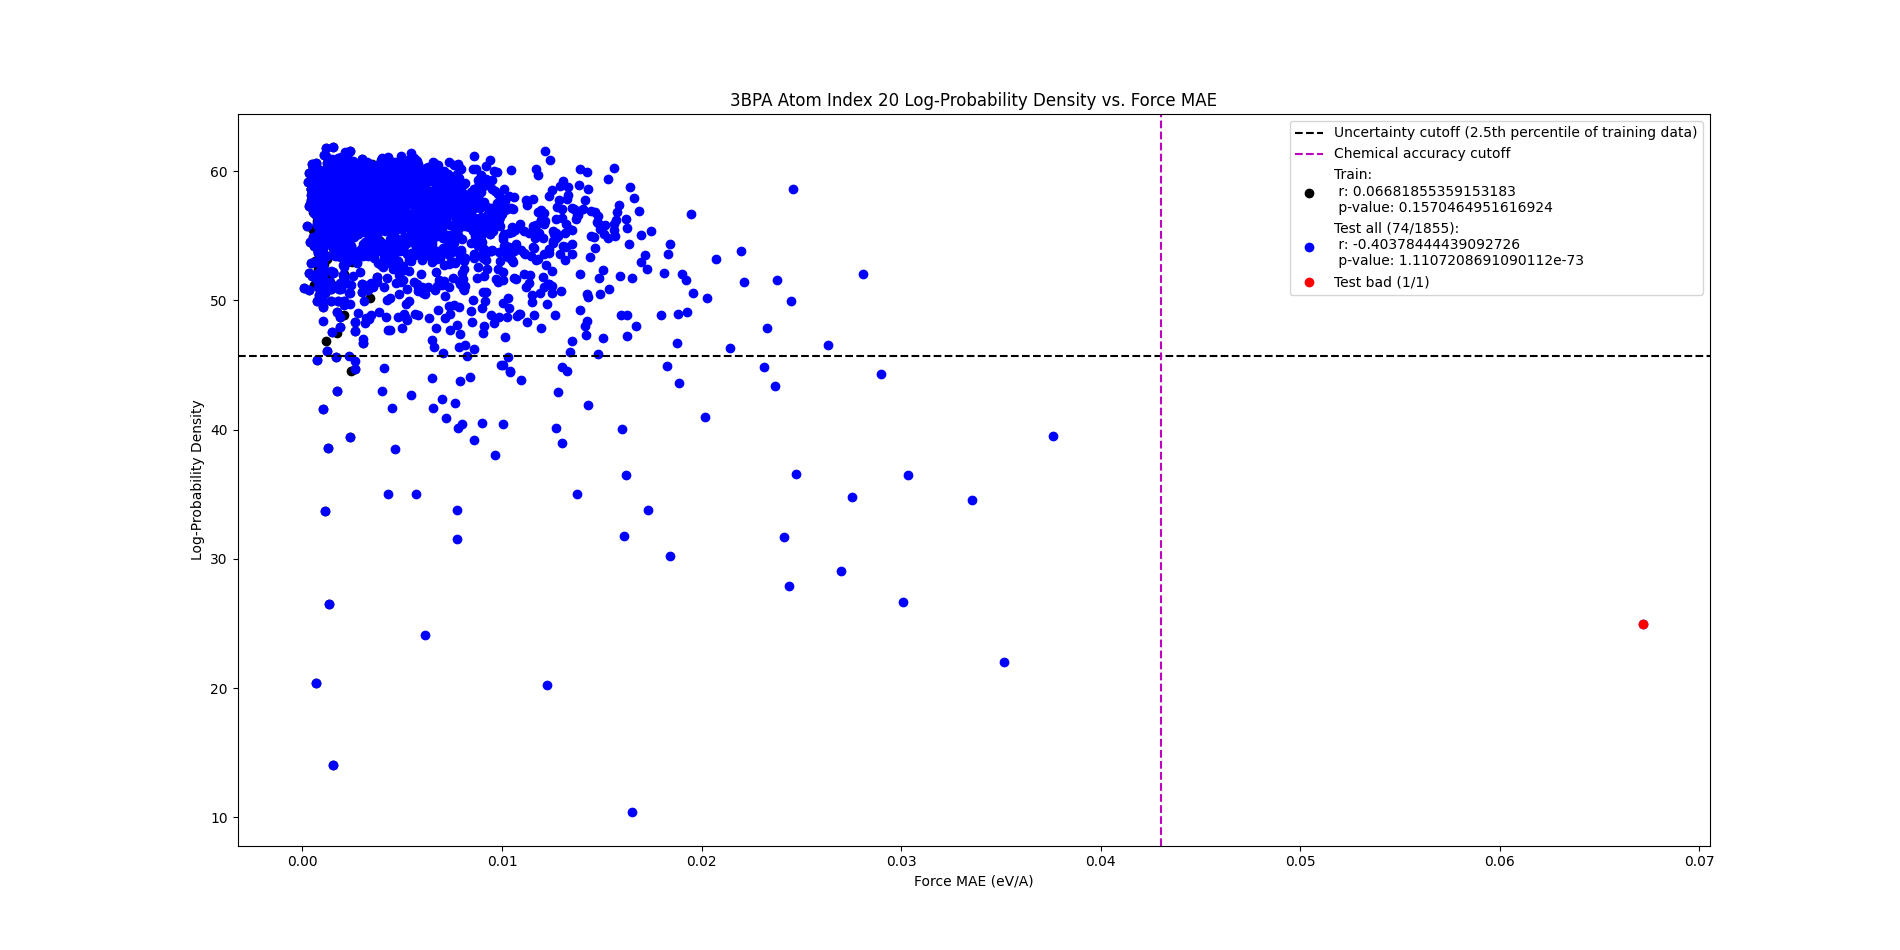 3BPA Atom Index 20 Log-Probability Density vs. Force MAE
Uncertainty cutoff (2.5th percentile of training data)
Chemical accuracy cutoff
Train:
r: 0.06681855359153183
p-value: 0.1570464951616924
Test all (74/1855):
r: -0.40378444439092726
p-value: 1.1107208691090112e-73
Test bad (1/1)
Log-Probability Density
60
50
40
30
20
10
0.00 0.01 0.02 0.03 0.04 0.05 0.06 0.07
Force MAE (eV/A)